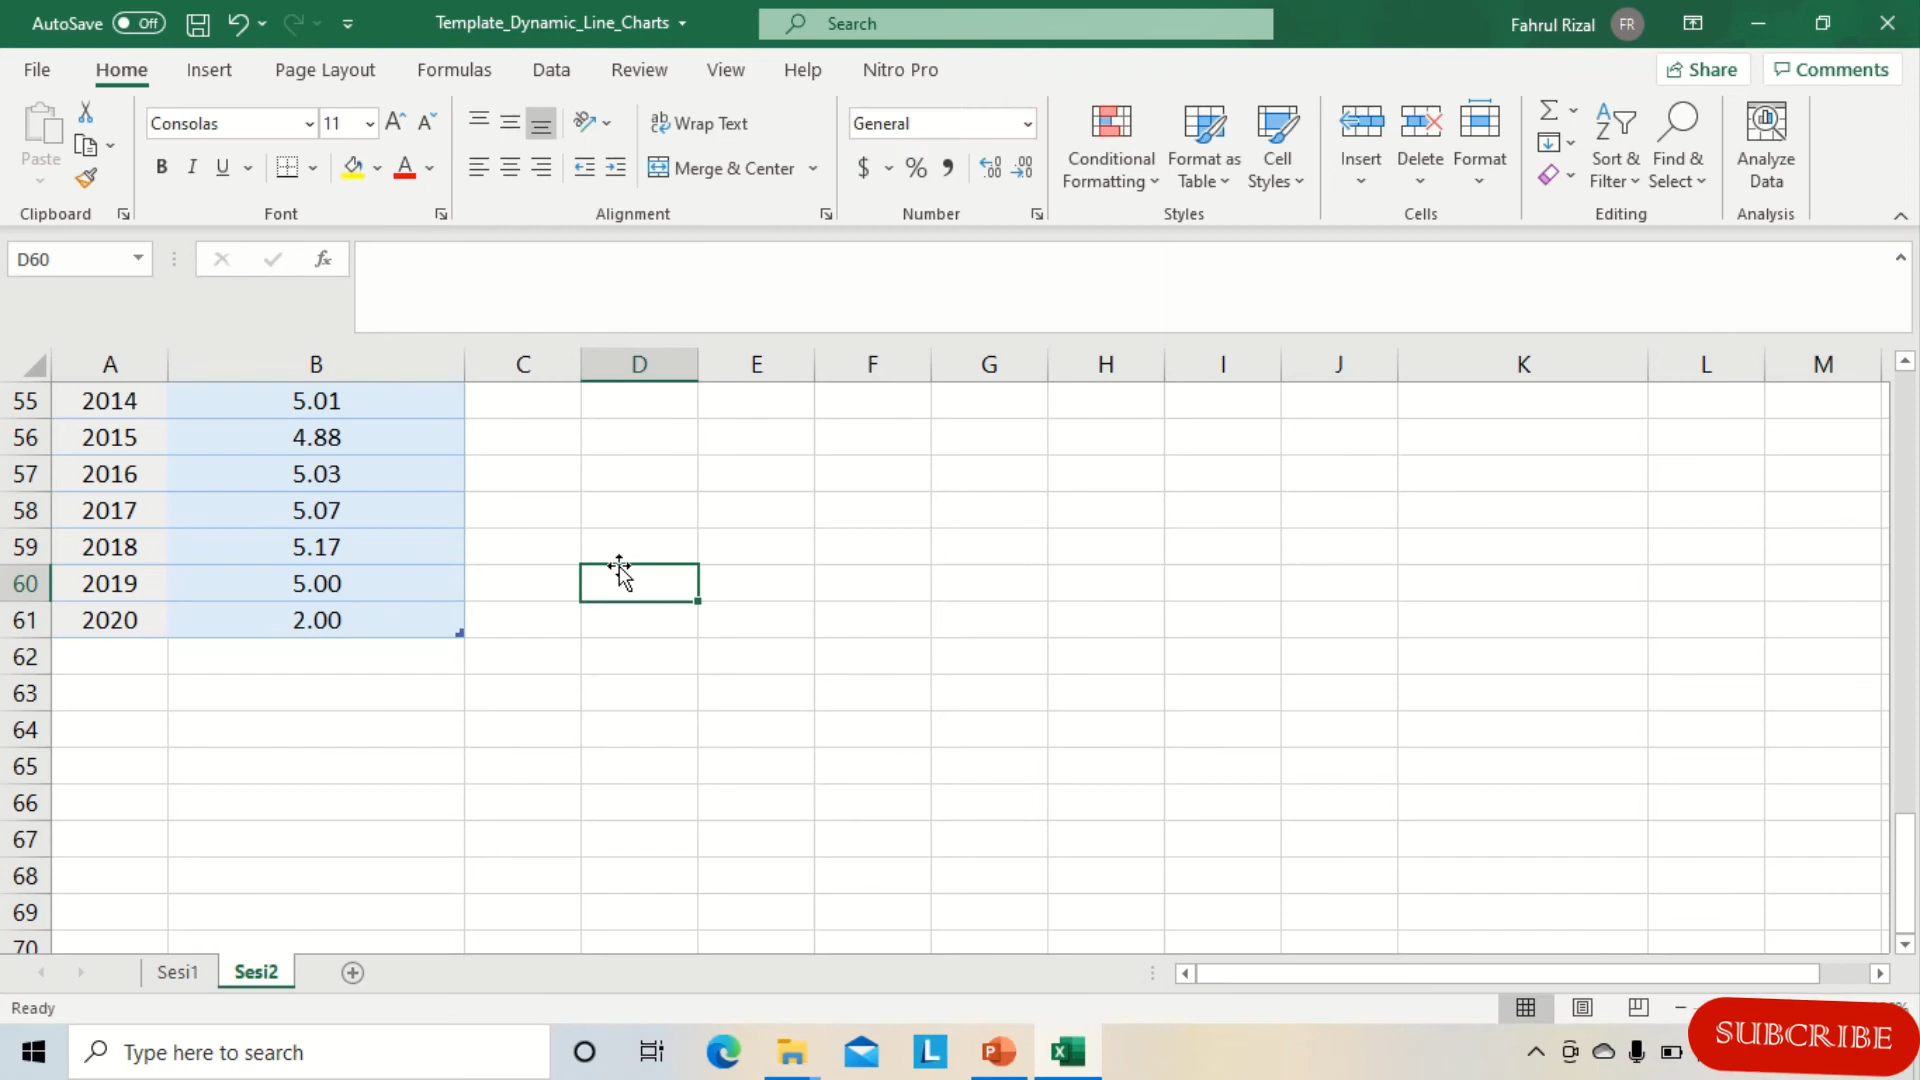 AutoSave Off Template_Dynamic_Line_Charts Search Fahrul Rizal FR
File Home Insert Page Layout Formulas Data Review View Help Nitro Pro Share Comments
Paste
Clipboard
Consolas 11
B I U A
Font
Wrap Text
Merge & Center
Alignment
General
$ %
Number
Conditional Formatting
Format as Table
Cell Styles
Styles
Insert Delete Format
Cells
Sort & Filter
Find & Select
Editing
Analyze Data
Analysis
D60 fx
A B C D E F G H I J K L M
55 2014 5.01
56 2015 4.88
57 2016 5.03
58 2017 5.07
59 2018 5.17
60 2019 5.00
61 2020 2.00
62
63
64
65
66
67
68
69
70
Sesi1 Sesi2
Ready
Type here to search
SUBSCRIBE